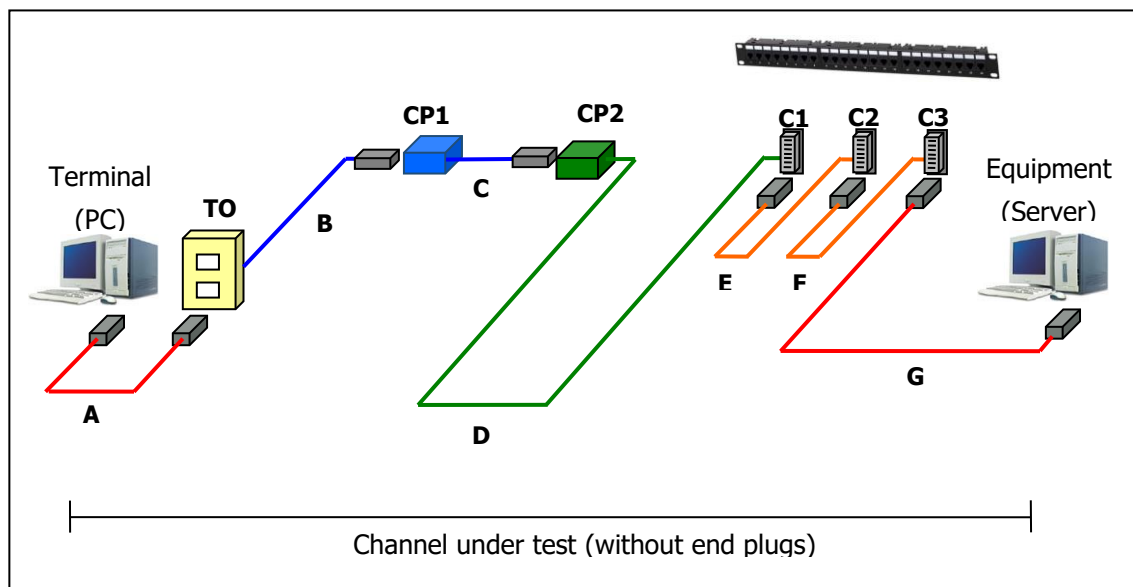 CP1
CP2
C1
C2
C3
Terminal
(PC)
TO
Equipment
(Server)
B
C
E
F
A
D
G
Channel under test (without end plugs)